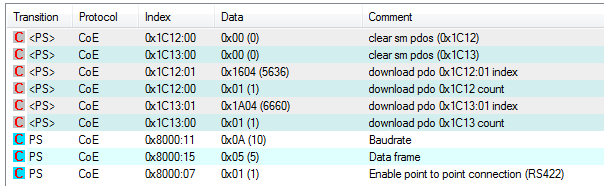 Transition Protocol Index Data Comment
C <PS> CoE 0x1C12:00 0x00 (0) clear sm pdos (0x1C12)
C <PS> CoE 0x1C13:00 0x00 (0) clear sm pdos (0x1C13)
C <PS> CoE 0x1C12:01 0x1604 (5636) download pdo 0x1C12:01 index
C <PS> CoE 0x1C12:00 0x01 (1) download pdo 0x1C12 count
C <PS> CoE 0x1C13:01 0x1A04 (6660) download pdo 0x1C13:01 index
C <PS> CoE 0x1C13:00 0x01 (1) download pdo 0x1C13 count
C PS CoE 0x8000:11 0x0A (10) Baudrate
C PS CoE 0x8000:15 0x05 (5) Data frame
C PS CoE 0x8000:07 0x01 (1) Enable point to point connection (RS422)